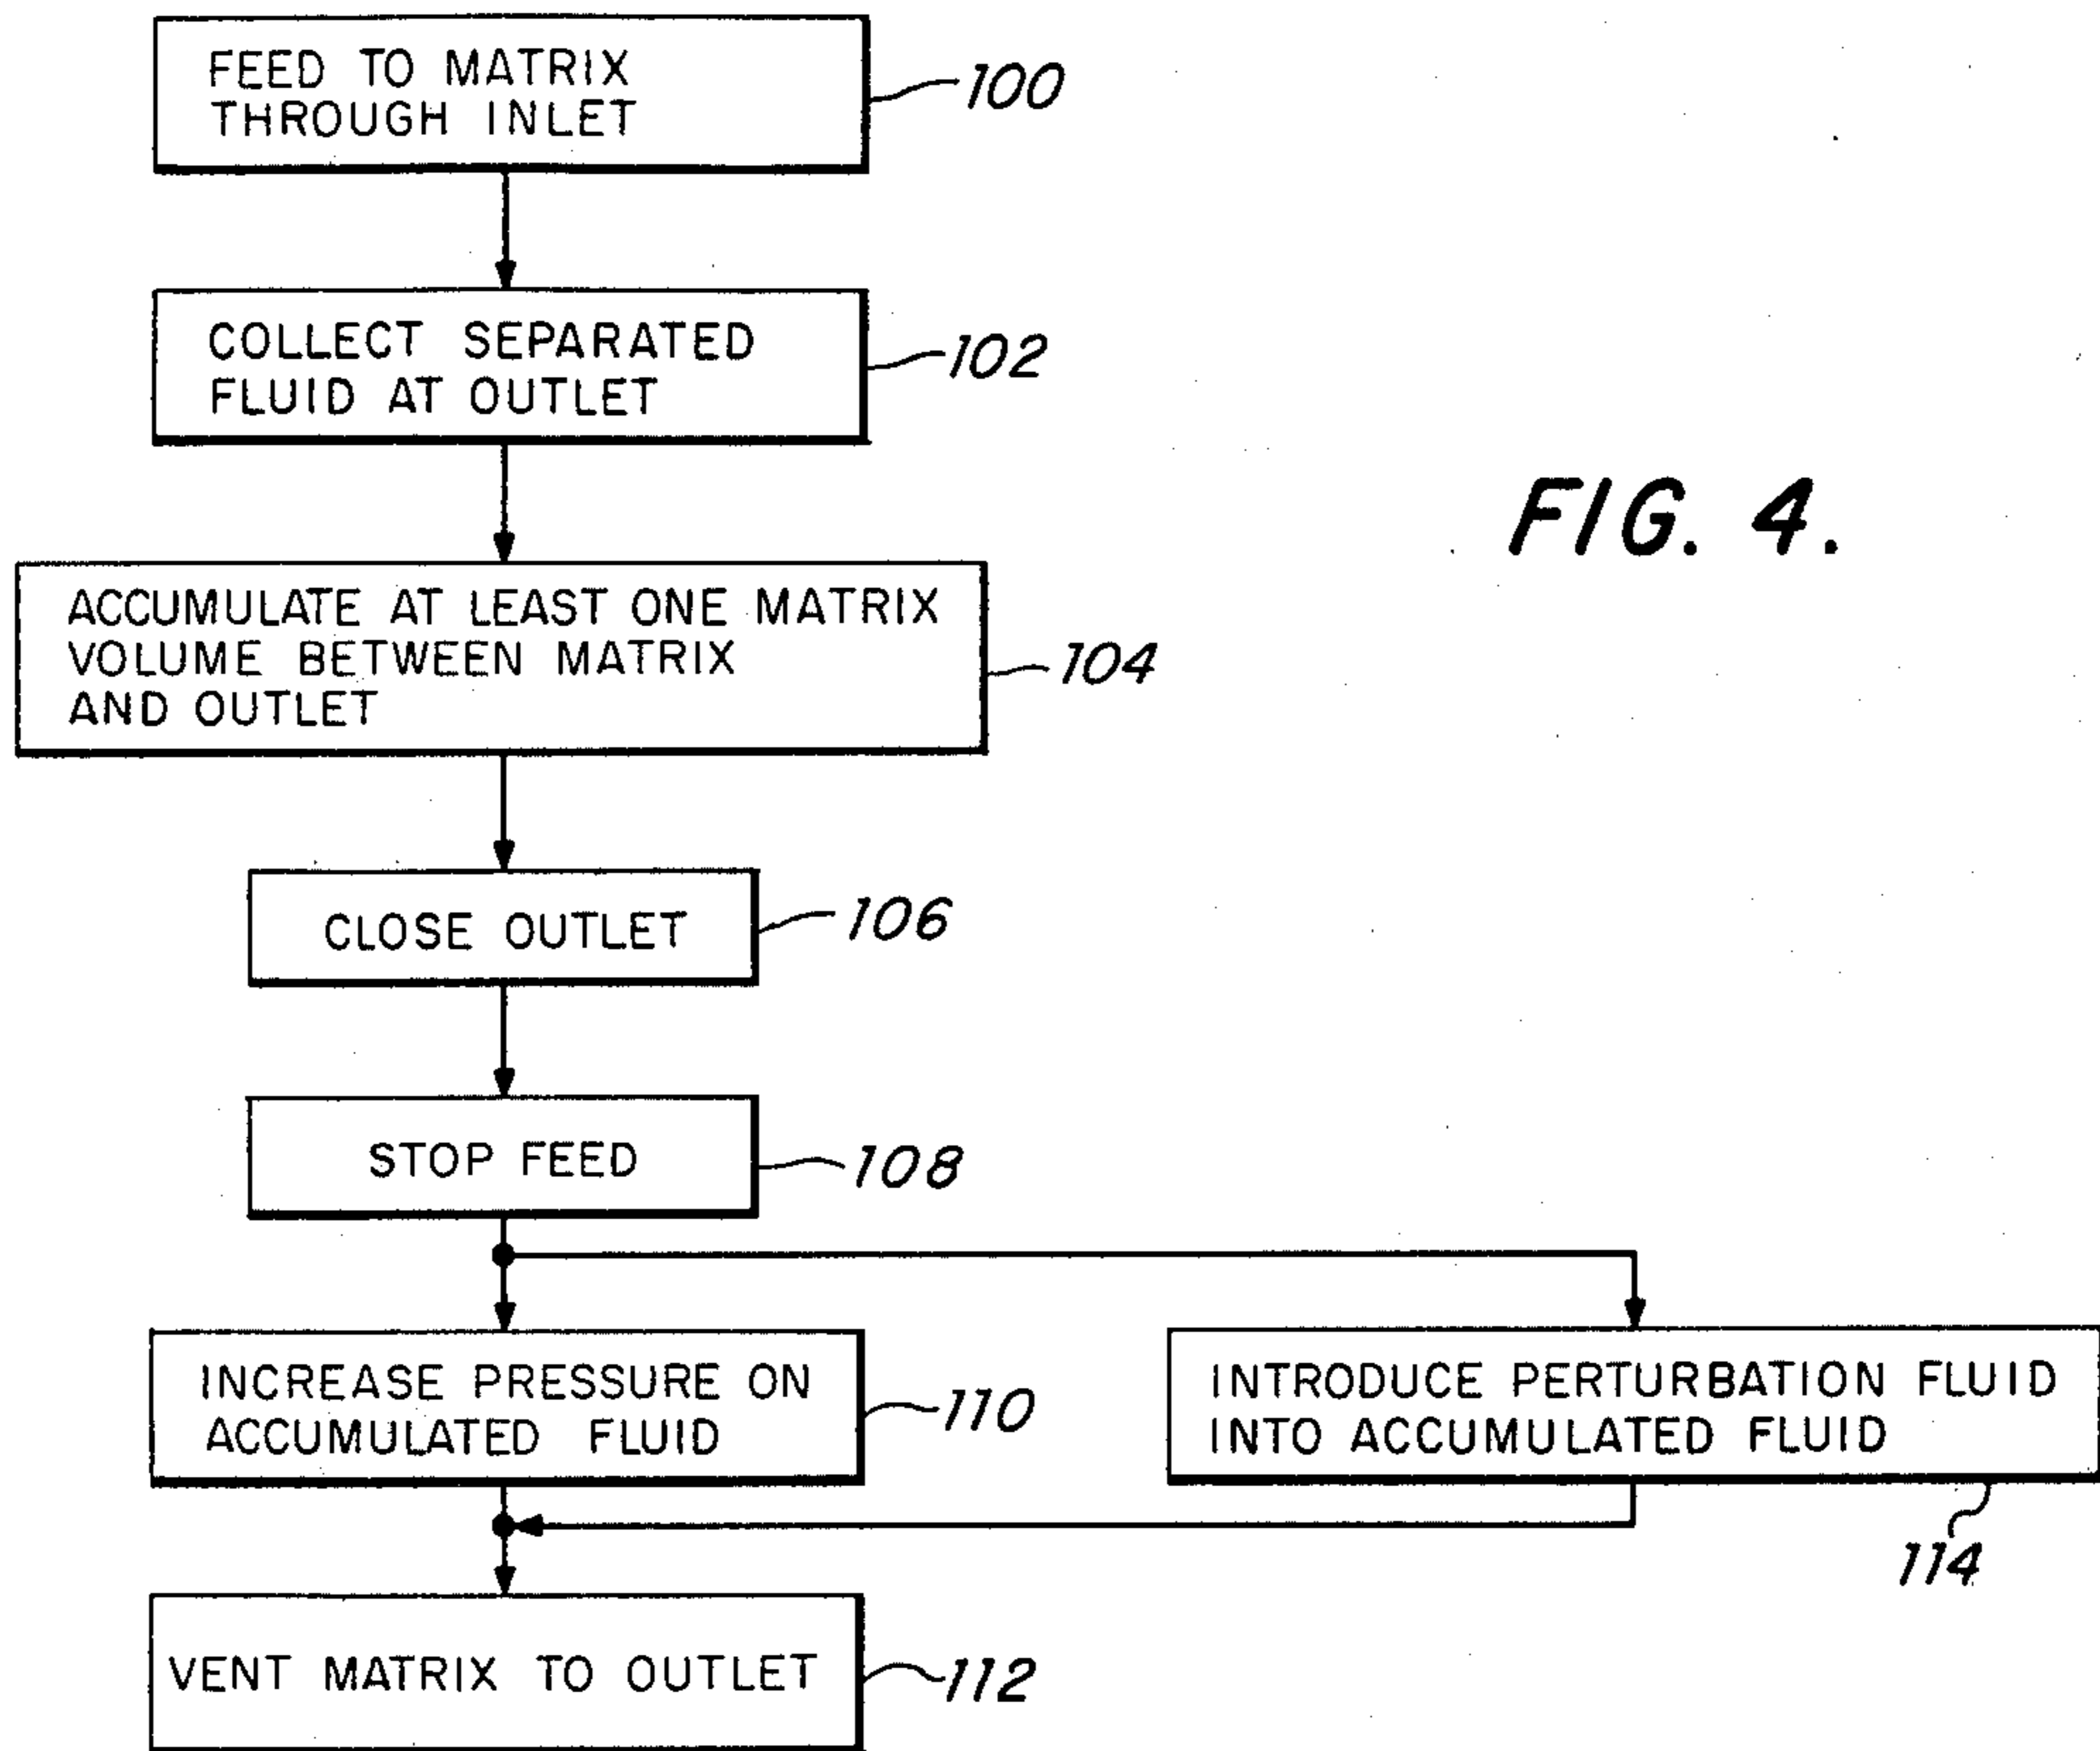 FEED TO MATRIX
THROUGH INLET
100
COLLECT SEPARATED
FLUID AT OUTLET
102
FIG. 4.
ACCUMULATE AT LEAST ONE MATRIX
VOLUME BETWEEN MATRIX
AND OUTLET
104
CLOSE OUTLET
106
STOP FEED
108
INCREASE PRESSURE ON
ACCUMULATED FLUID
110
INTRODUCE PERTURBATION FLUID
INTO ACCUMULATED FLUID
114
VENT MATRIX TO OUTLET
112